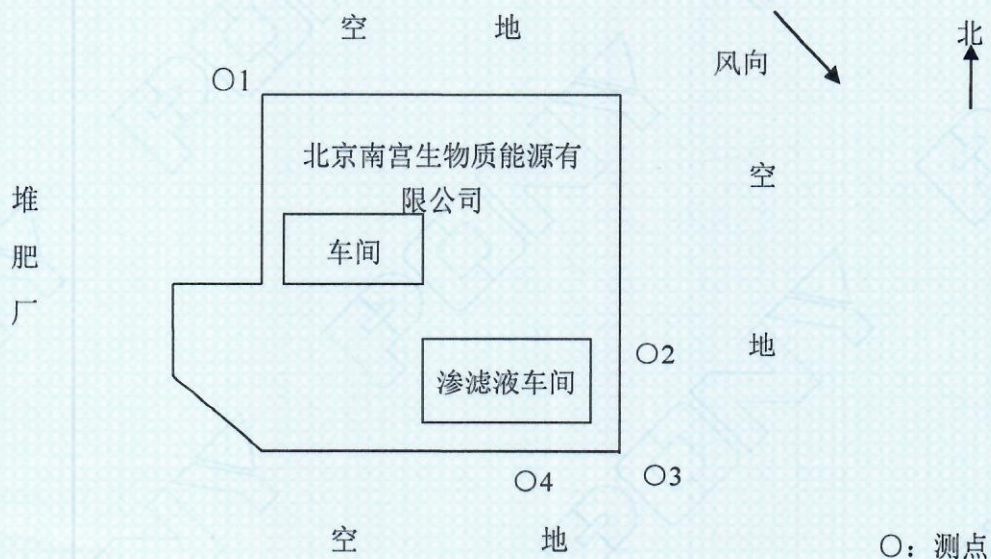 空 地
北
风向
○1
北京南宫生物质能源有
限公司
空
堆
肥
厂
车间
地
○2
渗滤液车间
○4
○3
空 地
○：测点